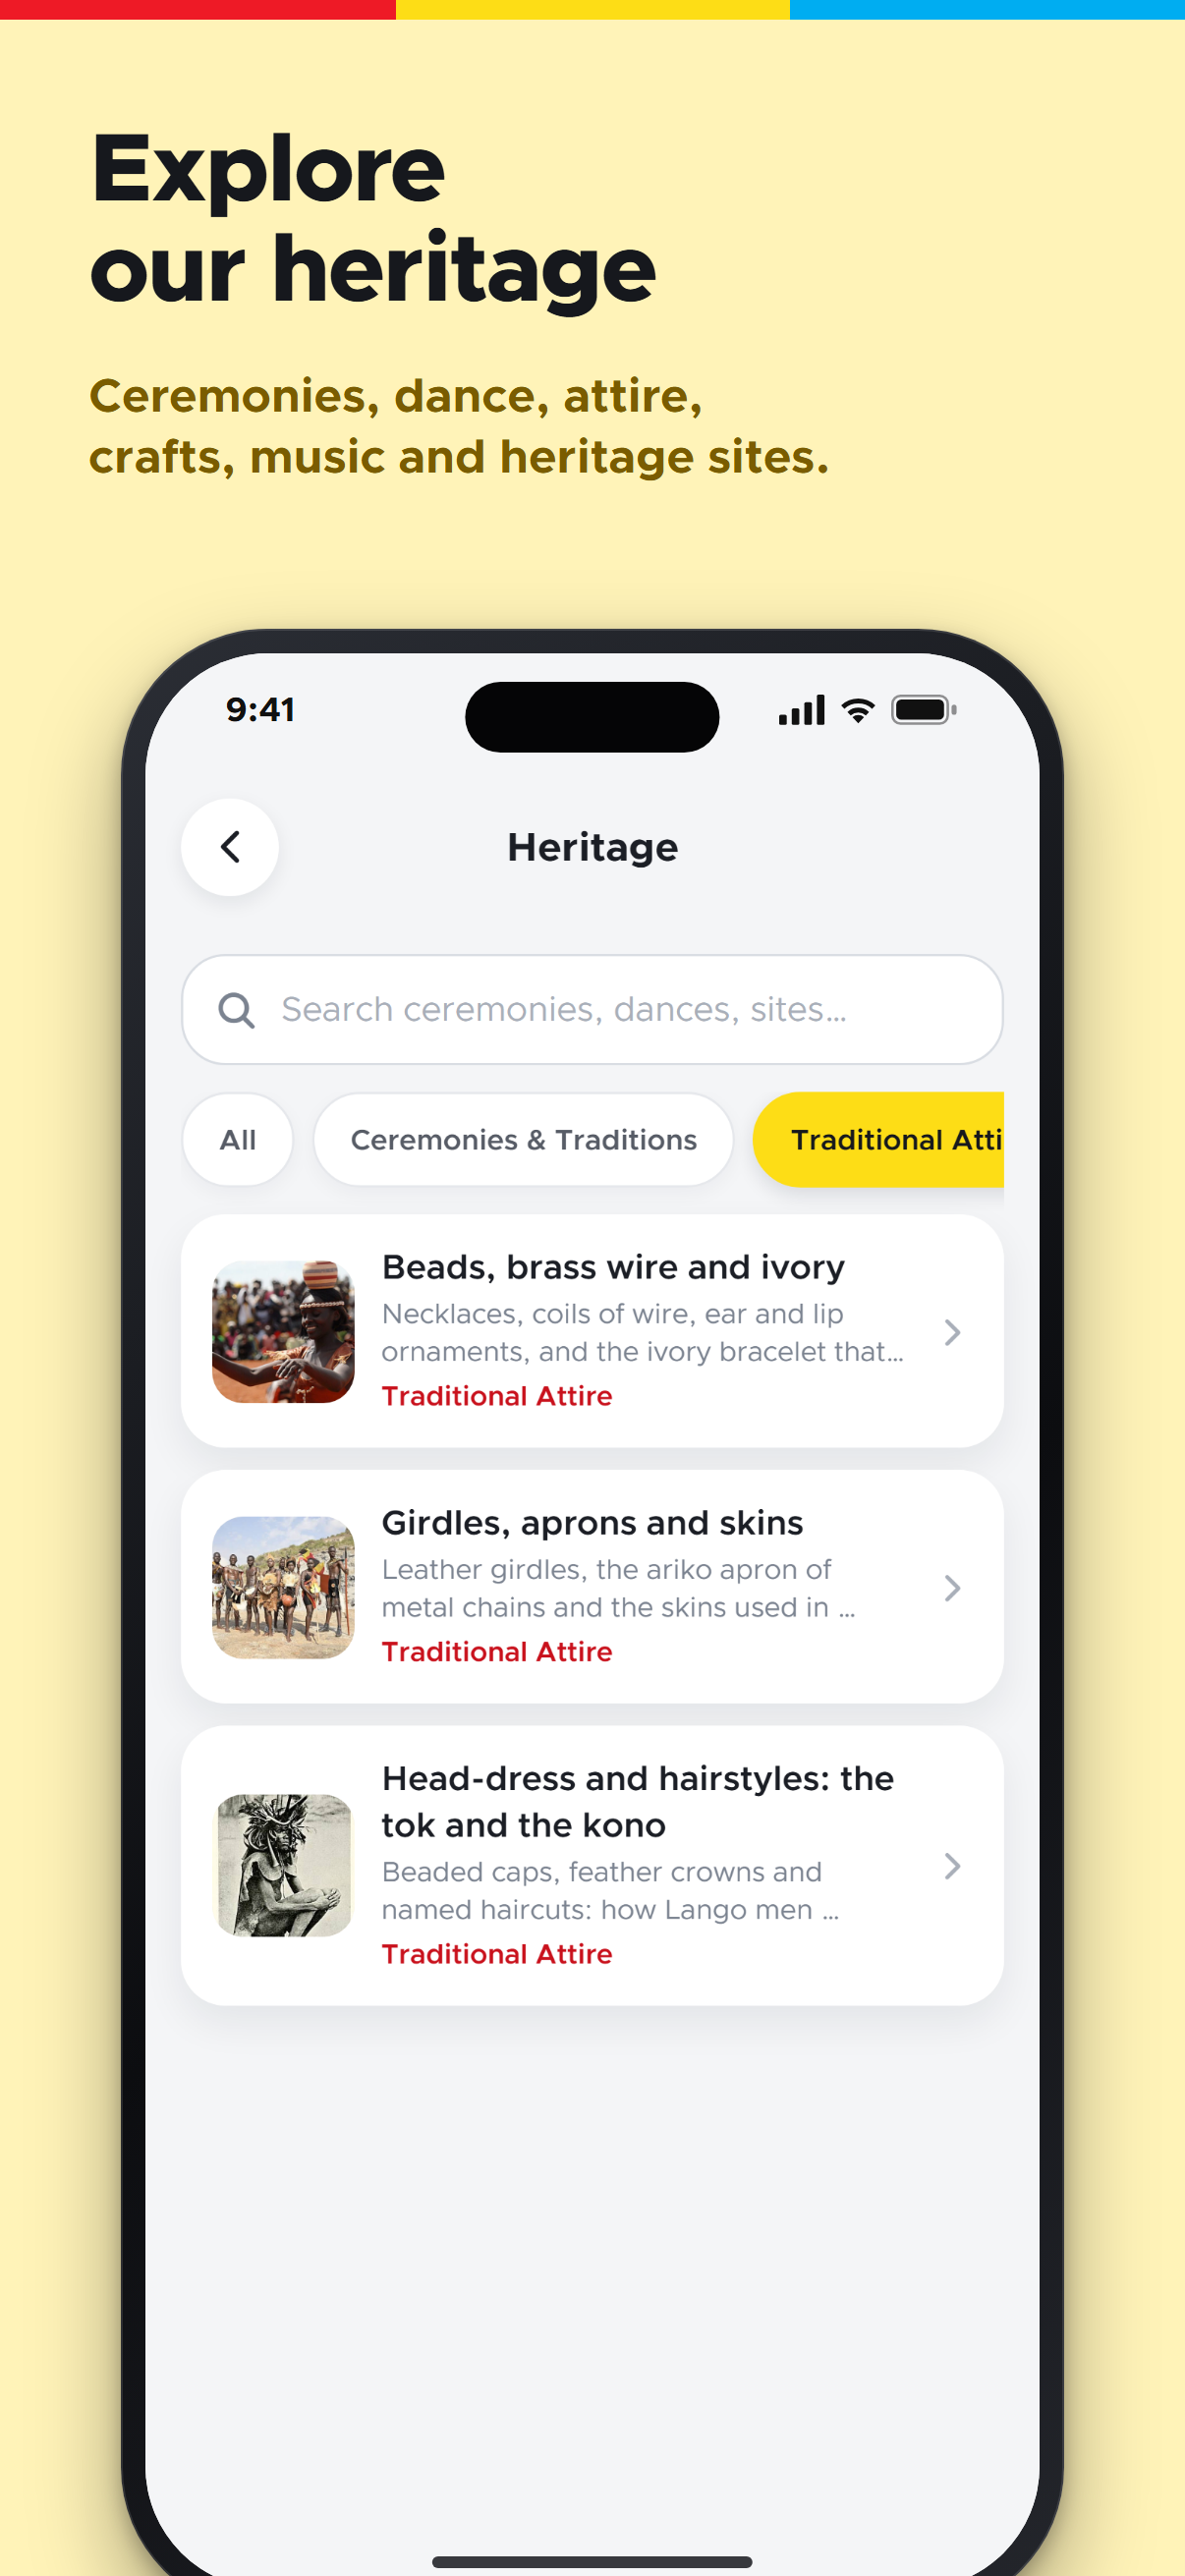 Explore
our heritage
Ceremonies, dance, attire,
crafts, music and heritage sites.
9:41
Heritage
Search ceremonies, dances, sites...
All
Ceremonies & Traditions
Traditional Atti
Beads, brass wire and ivory
Necklaces, coils of wire, ear and lip
ornaments, and the ivory bracelet that...
Traditional Attire
Girdles, aprons and skins
Leather girdles, the ariko apron of
metal chains and the skins used in ...
Traditional Attire
Head-dress and hairstyles: the
tok and the kono
Beaded caps, feather crowns and
named haircuts: how Lango men ...
Traditional Attire